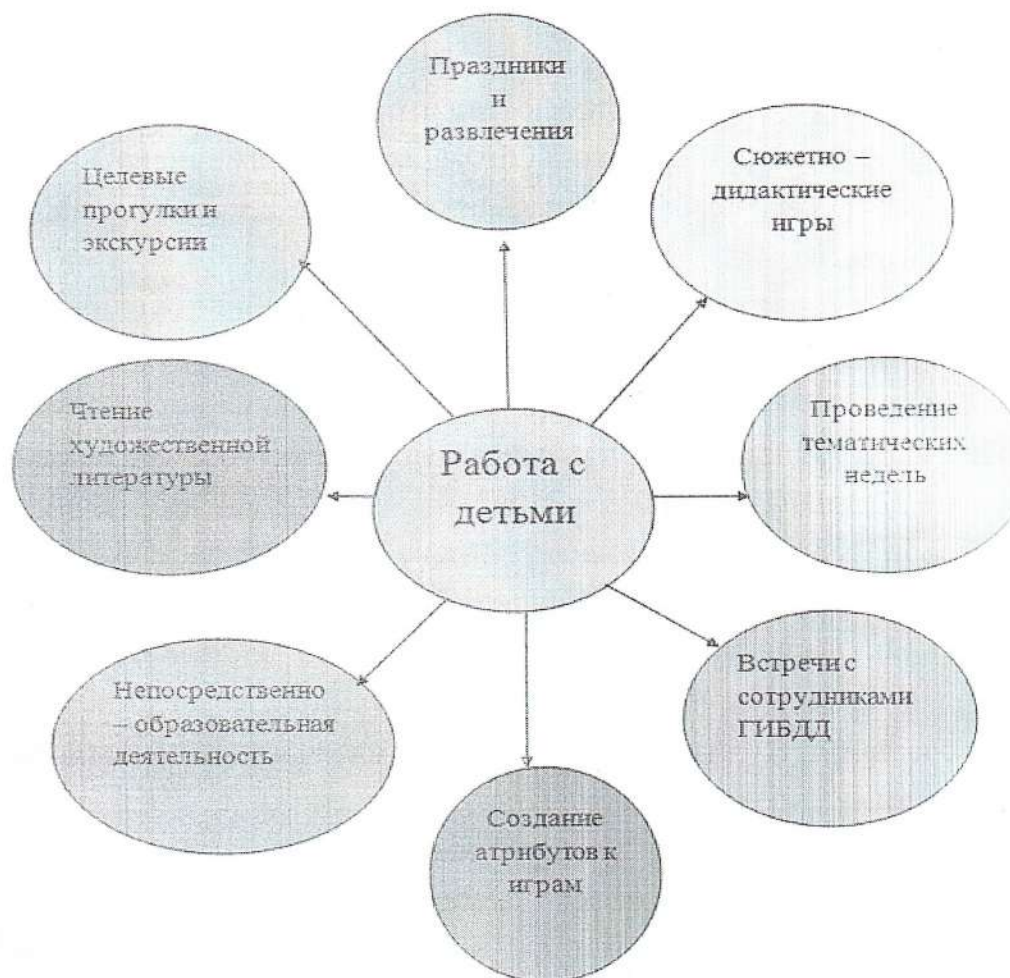 Праздники
и
развлечения
Сюжетно –
дидактические
игры
Целевые
прогулки и
экскурсии
Чтение
художественной
литературы
Работа с
детьми
Проведение
тематических
недель
Непосредственно
– образовательная
деятельность
Встречи с
сотрудниками
ГИБДД
Создание
атрибутов к
играм